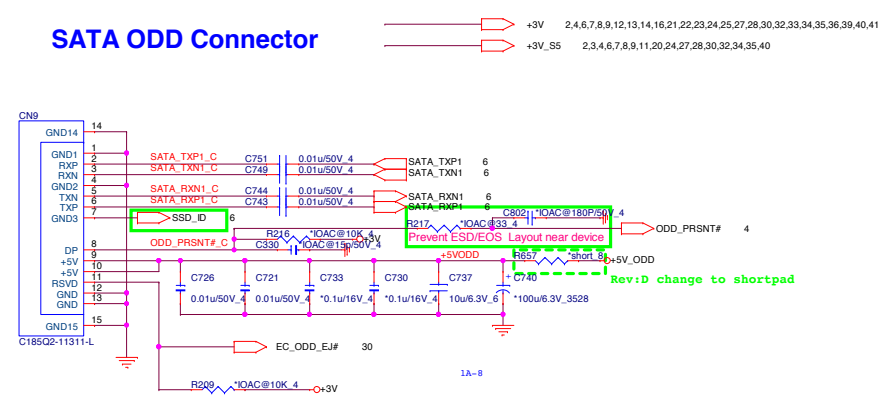 SATA ODD Connector
+3V 2,4,6,7,8,9,12,13,14,16,21,22,23,24,25,27,28,30,32,33,34,35,36,39,40,41
+3V_S5 2,3,4,6,7,8,9,11,20,24,27,28,30,32,34,35,40
CN9
GND14 14
GND1 1
RXP 2 SATA_TXP1_C C751 0.01u/50V_4 SATA_TXP1 6
RXN 3 SATA_TXN1_C C749 0.01u/50V_4 SATA_TXN1 6
GND2 4
TXN 5 SATA_RXN1_C C744 0.01u/50V_4 SATA_RXN1 6
TXP 6 SATA_RXP1_C C743 0.01u/50V_4 SATA_RXP1 6
GND3 7 SSD_ID 6
C802 *IOAC@180P/50V_4
R217 *IOAC@33_4 ODD_PRSNT# 4
R216 *IOAC@10K_4 +3V
Prevent ESD/EOS Layout near device
DP 8 ODD_PRSNT#_C C330 *IOAC@15p/50V_4
+5V 9 +5VODD R657 *short_8 +5V_ODD
+5V 10
RSVD 11
GND 12
GND 13
GND15 15
C726 C721 C733 C730 C737 + C740
Rev:D change to shortpad
0.01u/50V_4 0.01u/50V_4 *0.1u/16V_4 *0.1u/16V_4 10u/6.3V_6 *100u/6.3V_3528
C185Q2-11311-L
EC_ODD_EJ# 30
1A-8
R209 *IOAC@10K_4 +3V